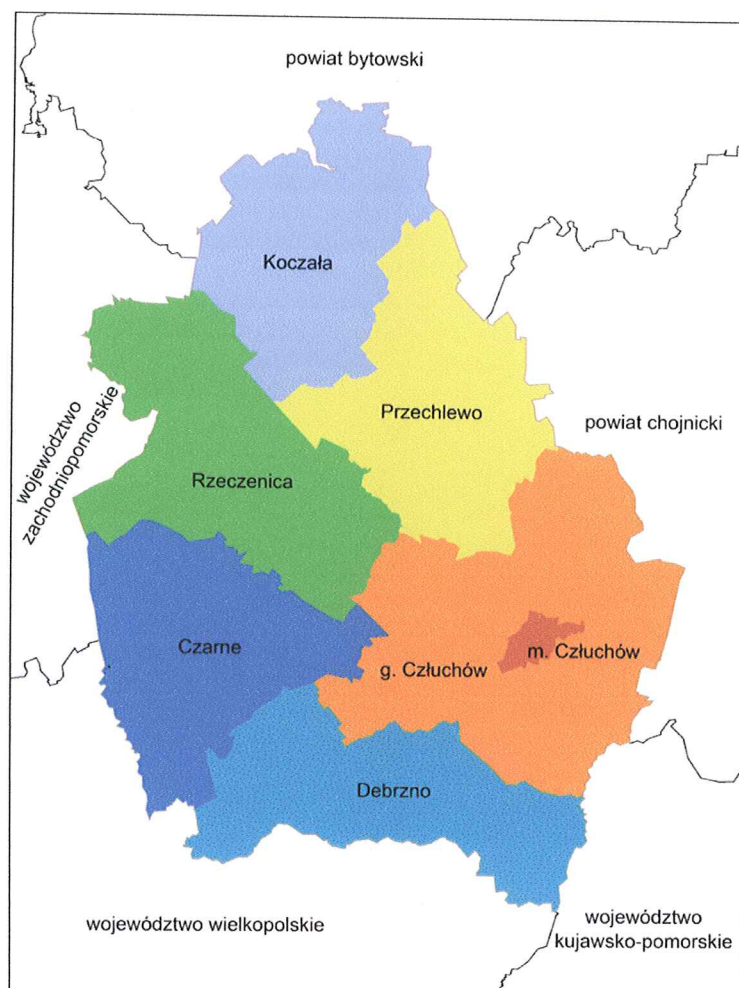 powiat bytowski
Koczała
Przechlewo
powiat chojnicki
województwo
zachodniopomorskie
Rzeczenica
Czarne
m. Człuchów
g. Człuchów
Debrzno
województwo wielkopolskie
województwo
kujawsko-pomorskie